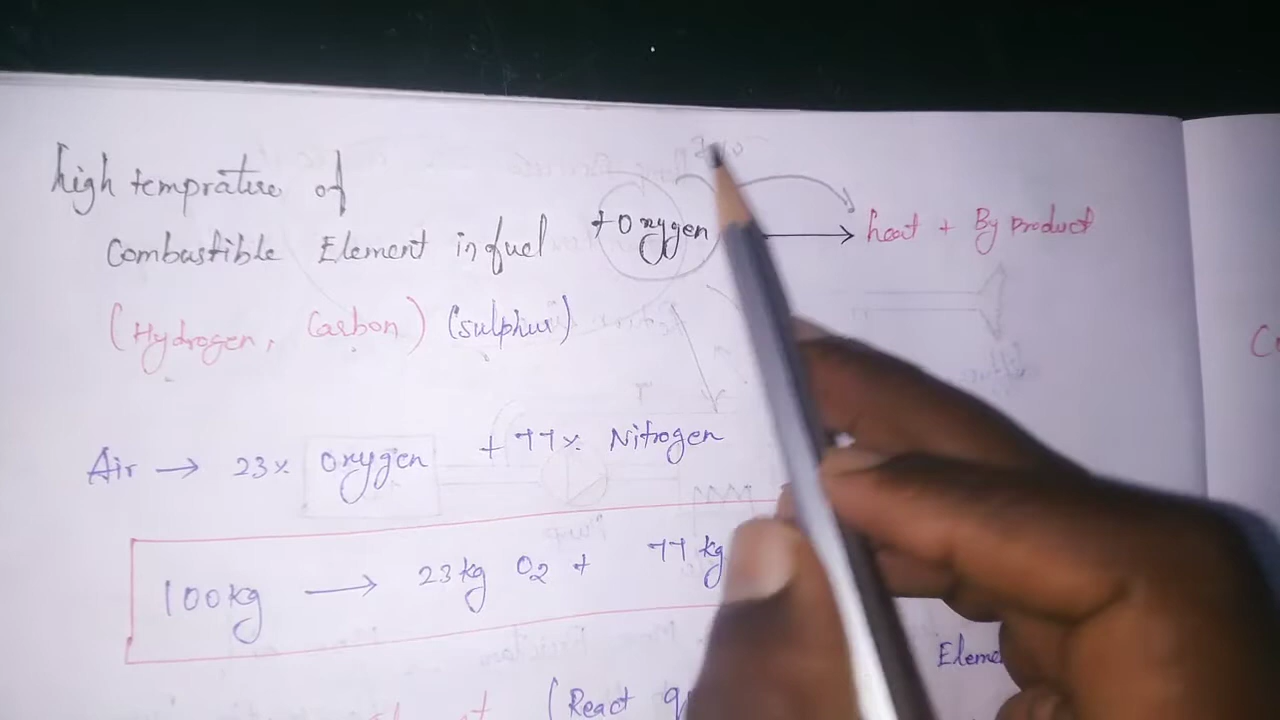 high temprature of
Combustible Element in fuel + Oxygen → heat + By Product
(Hydrogen, Carbon) (sulphur)
Air → 23% Oxygen + 77% Nitrogen
100kg → 23kg O2 + 77 kg
(React